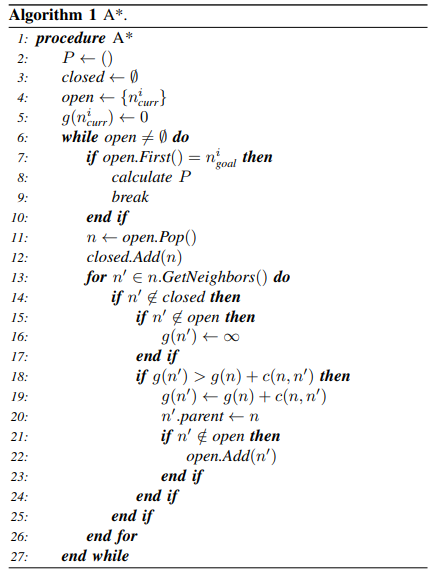 Algorithm 1 A*.
1: procedure A*
2: P ← ()
3: closed ← ∅
4: open ← {n^i_curr}
5: g(n^i_curr) ← 0
6: while open ≠ ∅ do
7: if open.First() = n^i_goal then
8: calculate P
9: break
10: end if
11: n ← open.Pop()
12: closed.Add(n)
13: for n′ ∈ n.GetNeighbors() do
14: if n′ ∉ closed then
15: if n′ ∉ open then
16: g(n′) ← ∞
17: end if
18: if g(n′) > g(n) + c(n, n′) then
19: g(n′) ← g(n) + c(n, n′)
20: n′.parent ← n
21: if n′ ∉ open then
22: open.Add(n′)
23: end if
24: end if
25: end if
26: end for
27: end while